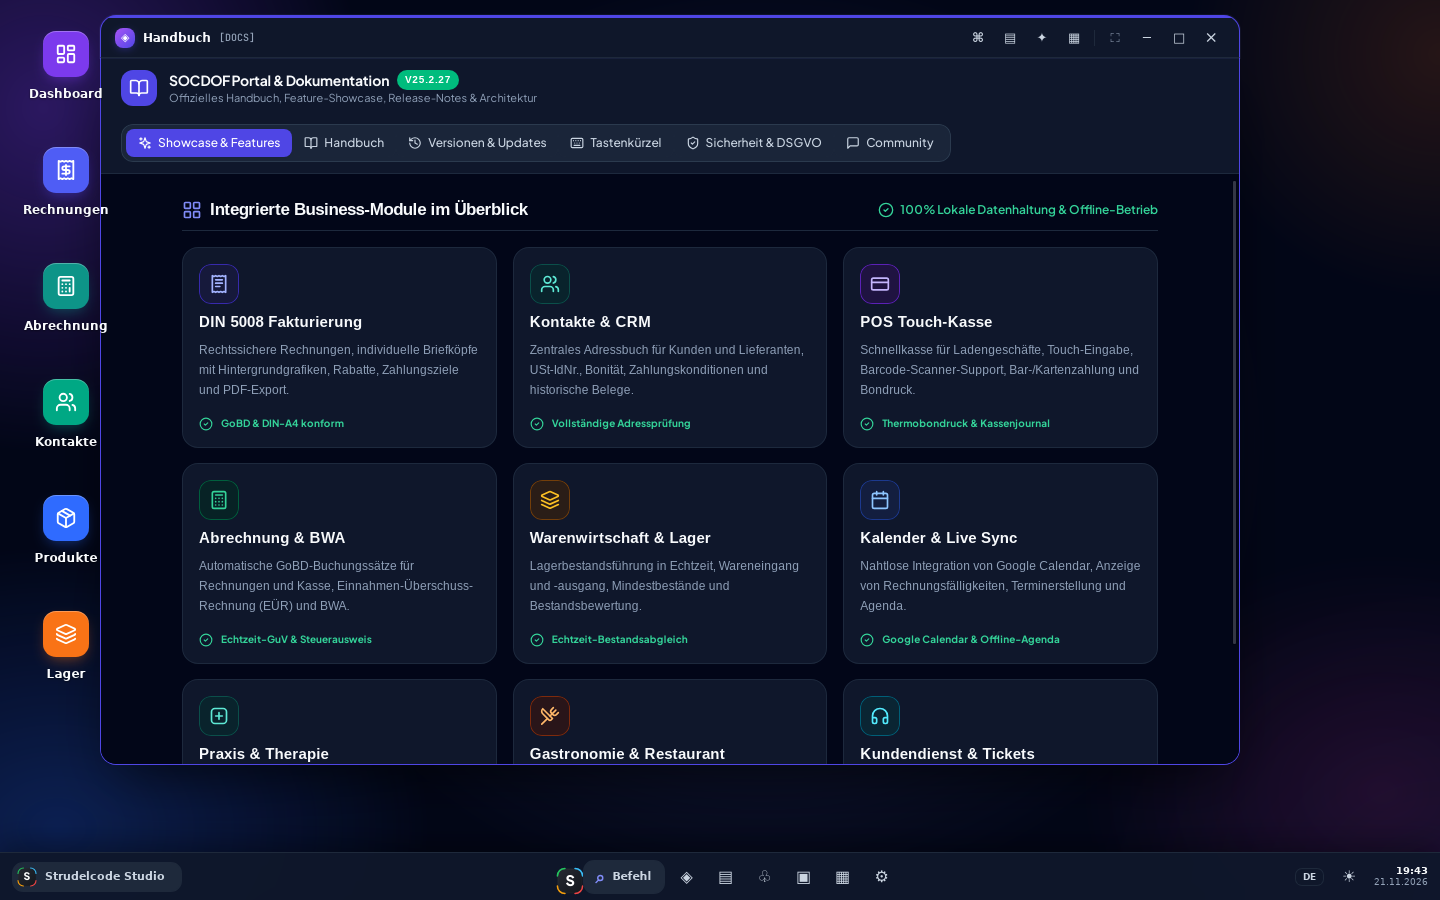 Handbuch [DOCS]
SOCDOF Portal & Dokumentation V25.2.27
Offizielles Handbuch, Feature-Showcase, Release-Notes & Architektur
Showcase & Features Handbuch Versionen & Updates Tastenkürzel Sicherheit & DSGVO Community
Dashboard
Rechnungen
Abrechnung
Kontakte
Produkte
Lager
Integrierte Business-Module im Überblick
100% Lokale Datenhaltung & Offline-Betrieb
DIN 5008 Fakturierung
Rechtssichere Rechnungen, individuelle Briefköpfe
mit Hintergrundgrafiken, Rabatte, Zahlungsziele
und PDF-Export.
GoBD & DIN-A4 konform
Kontakte & CRM
Zentrales Adressbuch für Kunden und Lieferanten,
USt-IdNr., Bonität, Zahlungskonditionen und
historische Belege.
Vollständige Adressprüfung
POS Touch-Kasse
Schnellkasse für Ladengeschäfte, Touch-Eingabe,
Barcode-Scanner-Support, Bar-/Kartenzahlung und
Bondruck.
Thermobondruck & Kassenjournal
Abrechnung & BWA
Automatische GoBD-Buchungssätze für
Rechnungen und Kasse, Einnahmen-Überschuss-
Rechnung (EÜR) und BWA.
Echtzeit-GuV & Steuerausweis
Warenwirtschaft & Lager
Lagerbestandsführung in Echtzeit, Wareneingang
und -ausgang, Mindestbestände und
Bestandsbewertung.
Echtzeit-Bestandsabgleich
Kalender & Live Sync
Nahtlose Integration von Google Calendar, Anzeige
von Rechnungsfälligkeiten, Terminerstellung und
Agenda.
Google Calendar & Offline-Agenda
Praxis & Therapie
Gastronomie & Restaurant
Kundendienst & Tickets
S Strudelcode Studio
S Befehl
DE
19:43
21.11.2026